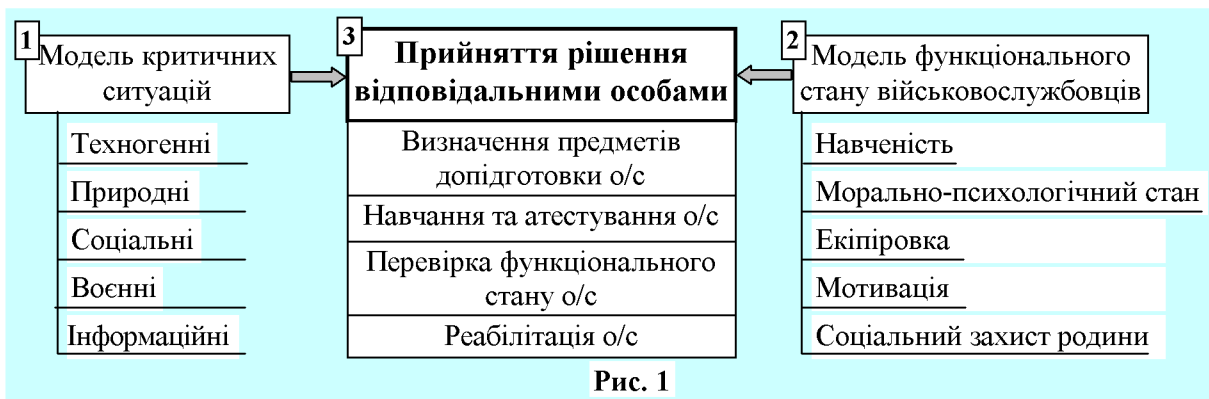 1
Модель критичних
ситуацій
Техногенні
Природні
Соціальні
Воєнні
Інформаційні
3
Прийняття рішення
відповідальними особами
Визначення предметів
допідготовки о/с
Навчання та атестування о/с
Перевірка функціонального
стану о/с
Реабілітація о/с
2
Модель функціонального
стану військовослужбовців
Навченість
Морально-психологічний стан
Екіпіровка
Мотивація
Соціальний захист родини
Рис. 1